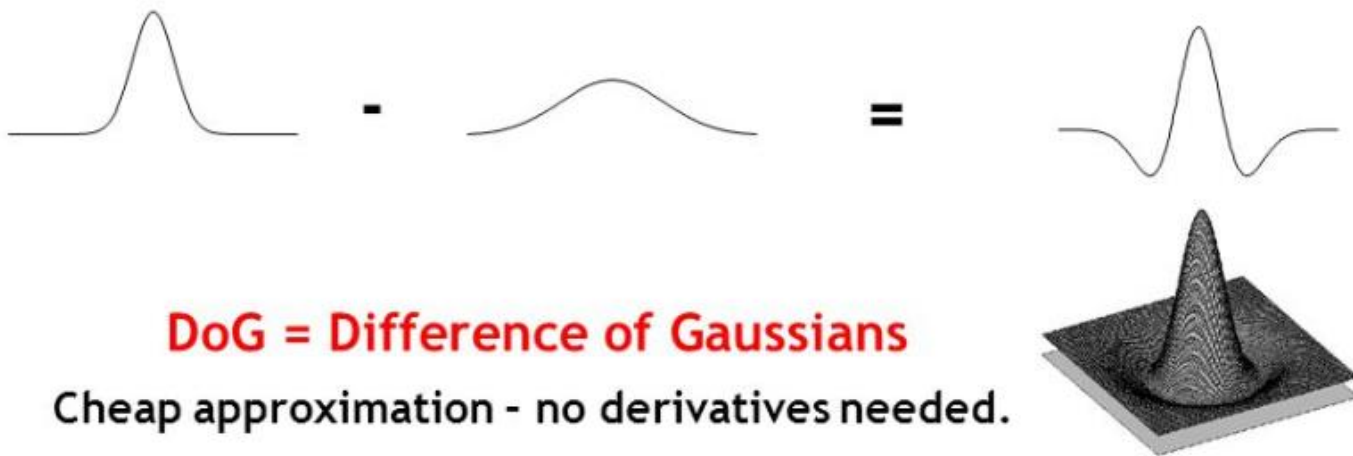 -
=
DoG = Difference of Gaussians
Cheap approximation - no derivatives needed.